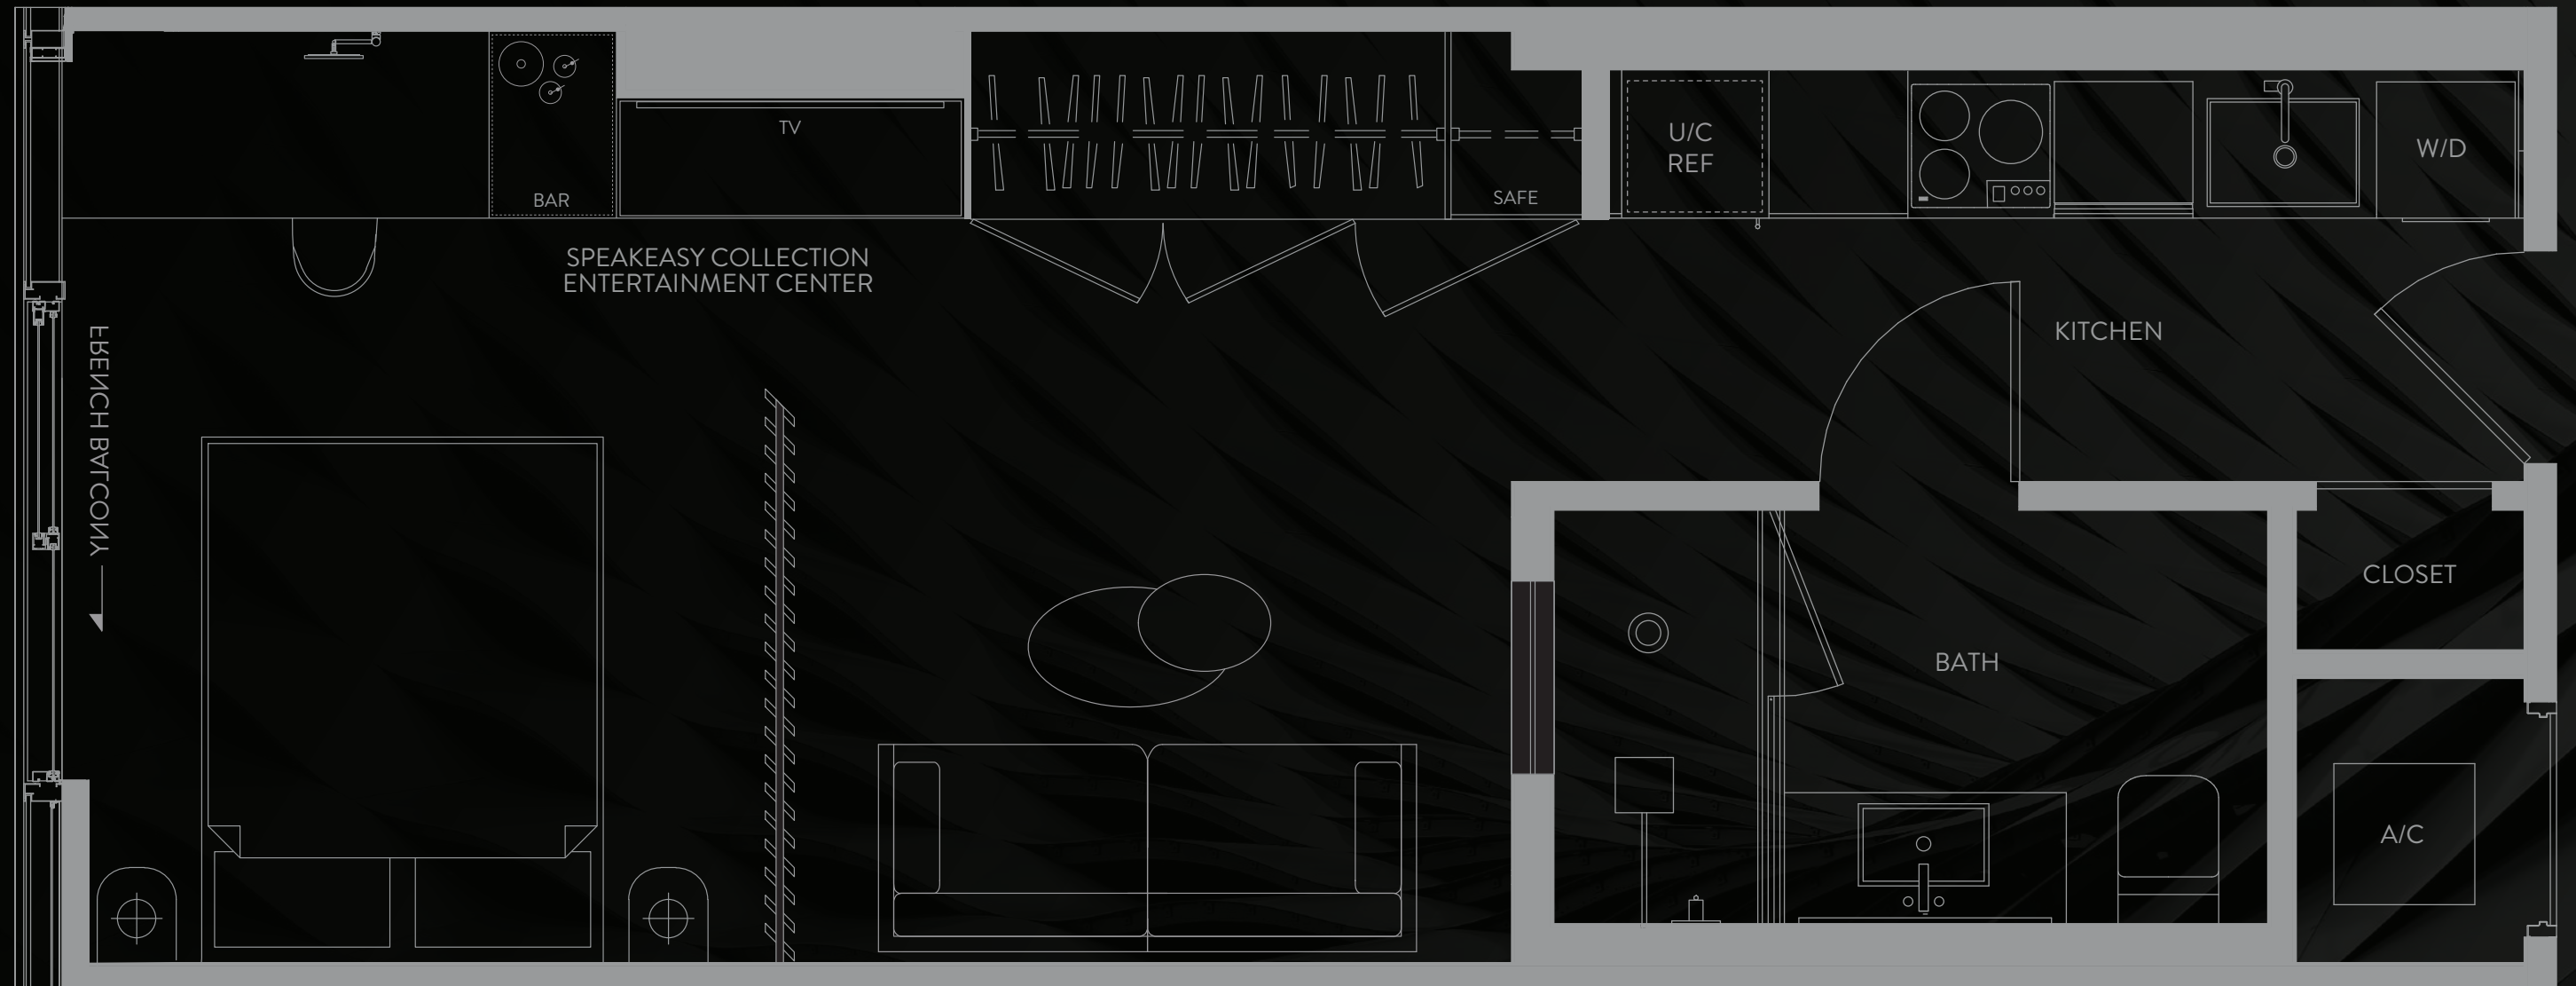 TV
BAR
SAFE
U/C
REF
W/D
SPEAKEASY COLLECTION
ENTERTAINMENT CENTER
KITCHEN
FRENCH BALCONY
CLOSET
BATH
A/C